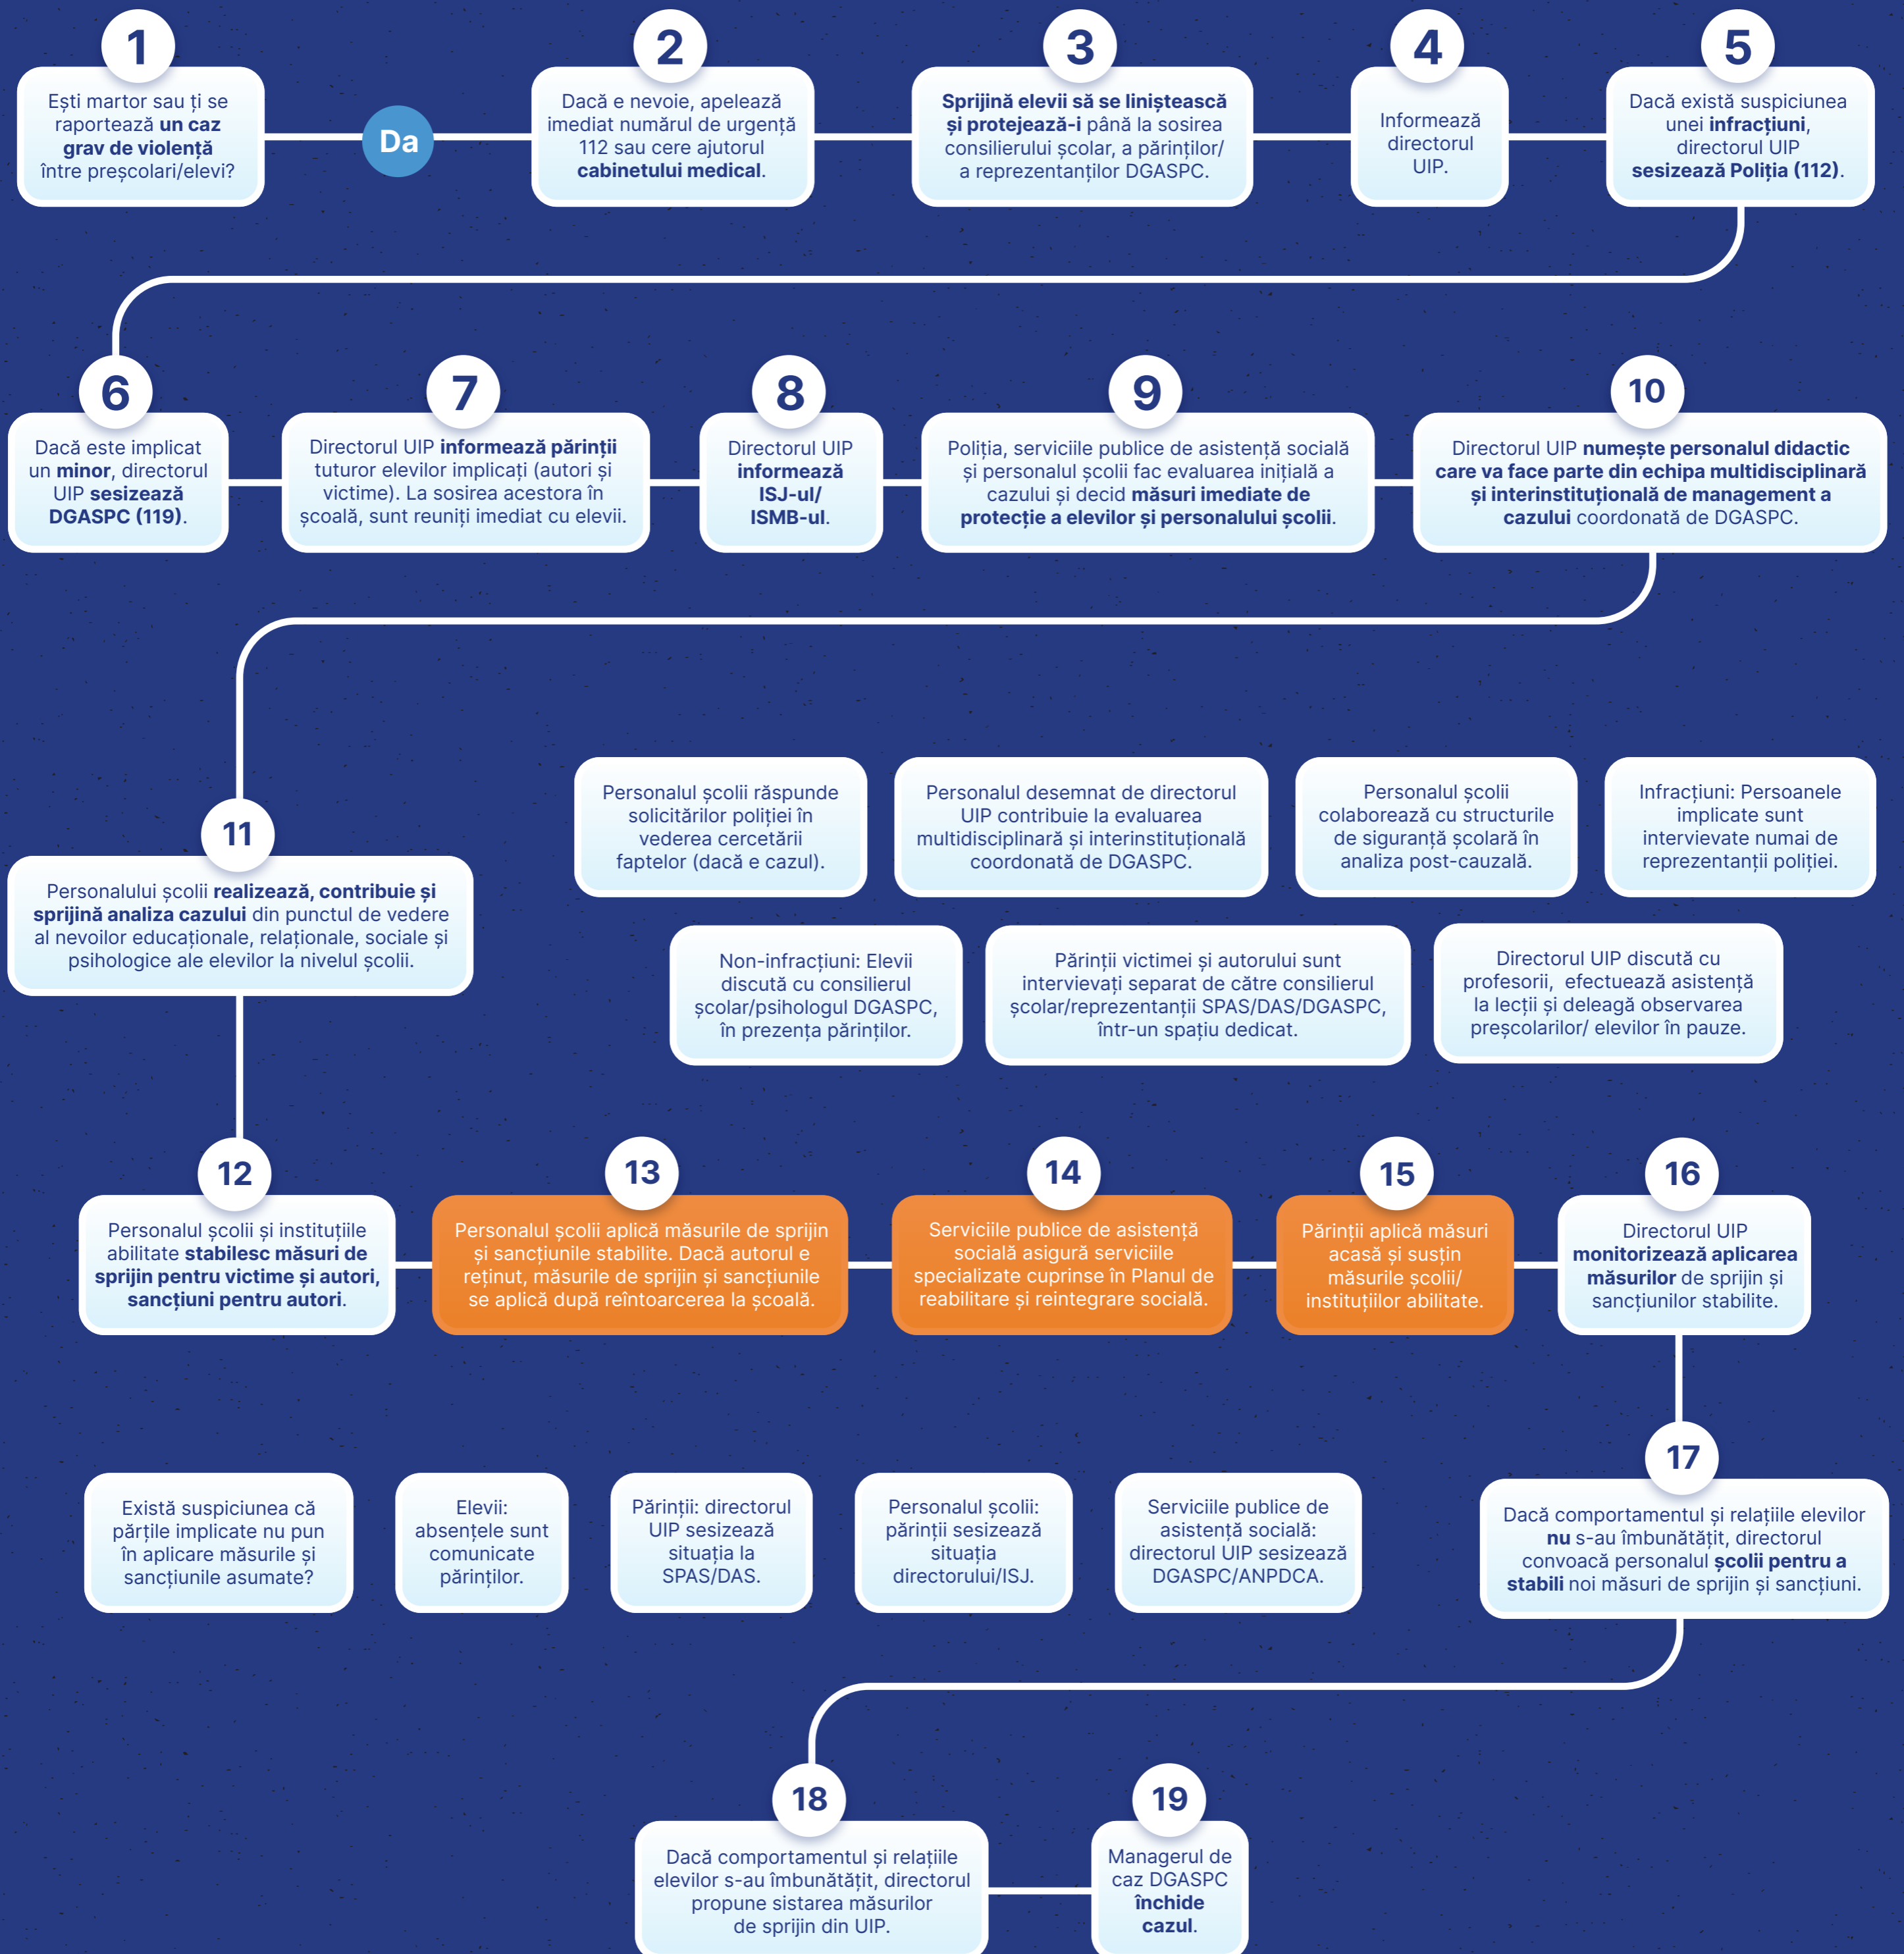 1
Ești martor sau ți se
raportează un caz
grav de violență
între preșcolari/elevi?
Da
2
Dacă e nevoie, apelează
imediat numărul de urgență
112 sau cere ajutorul
cabinetului medical.
3
Sprijină elevii să se liniștească
și protejează-i până la sosirea
consilierului școlar, a părinților/
a reprezentanților DGASPC.
4
Informează
directorul
UIP.
5
Dacă există suspiciunea
unei infracțiuni,
directorul UIP
sesizează Poliția (112).
6
Dacă este implicat
un minor, directorul
UIP sesizează
DGASPC (119).
7
Directorul UIP informează părinții
tuturor elevilor implicați (autori și
victime). La sosirea acestora în
școală, sunt reuniți imediat cu elevii.
8
Directorul UIP
informează
ISJ-ul/
ISMB-ul.
9
Poliția, serviciile publice de asistență socială
și personalul școlii fac evaluarea inițială a
cazului și decid măsuri imediate de
protecție a elevilor și personalului școlii.
10
Directorul UIP numește personalul didactic
care va face parte din echipa multidisciplinară
și interinstituțională de management a
cazului coordonată de DGASPC.
11
Personalului școlii realizează, contribuie și
sprijină analiza cazului din punctul de vedere
al nevoilor educaționale, relaționale, sociale și
psihologice ale elevilor la nivelul școlii.
Personalul școlii răspunde
solicitărilor poliției în
vederea cercetării
faptelor (dacă e cazul).
Personalul desemnat de directorul
UIP contribuie la evaluarea
multidisciplinară și interinstituțională
coordonată de DGASPC.
Personalul școlii
colaborează cu structurile
de siguranță școlară în
analiza post-cauzală.
Infracțiuni: Persoanele
implicate sunt
intervievate numai de
reprezentanții poliției.
Non-infracțiuni: Elevii
discută cu consilierul
școlar/psihologul DGASPC,
în prezența părinților.
Părinții victimei și autorului sunt
intervievați separat de către consilierul
școlar/reprezentanții SPAS/DAS/DGASPC,
într-un spațiu dedicat.
Directorul UIP discută cu
profesorii, efectuează asistență
la lecții și deleagă observarea
preșcolarilor/ elevilor în pauze.
12
Personalul școlii și instituțiile
abilitate stabilesc măsuri de
sprijin pentru victime și autori,
sancțiuni pentru autori.
13
Personalul școlii aplică măsurile de sprijin
și sancțiunile stabilite. Dacă autorul e
reținut, măsurile de sprijin și sancțiunile
se aplică după reîntoarcerea la școală.
14
Serviciile publice de asistență
socială asigură serviciile
specializate cuprinse în Planul de
reabilitare și reintegrare socială.
15
Părinții aplică măsuri
acasă și susțin
măsurile școlii/
instituțiilor abilitate.
16
Directorul UIP
monitorizează aplicarea
măsurilor de sprijin și
sancțiunilor stabilite.
17
Dacă comportamentul și relațiile elevilor
nu s-au îmbunătățit, directorul
convoacă personalul școlii pentru a
stabili noi măsuri de sprijin și sancțiuni.
Există suspiciunea că
părțile implicate nu pun
în aplicare măsurile și
sancțiunile asumate?
Elevii:
absențele sunt
comunicate
părinților.
Părinții: directorul
UIP sesizează
situația la
SPAS/DAS.
Personalul școlii:
părinții sesizează
situația
directorului/ISJ.
Serviciile publice de
asistență socială:
directorul UIP sesizează
DGASPC/ANPDCA.
18
Dacă comportamentul și relațiile
elevilor s-au îmbunătățit, directorul
propune sistarea măsurilor
de sprijin din UIP.
19
Managerul de
caz DGASPC
închide
cazul.